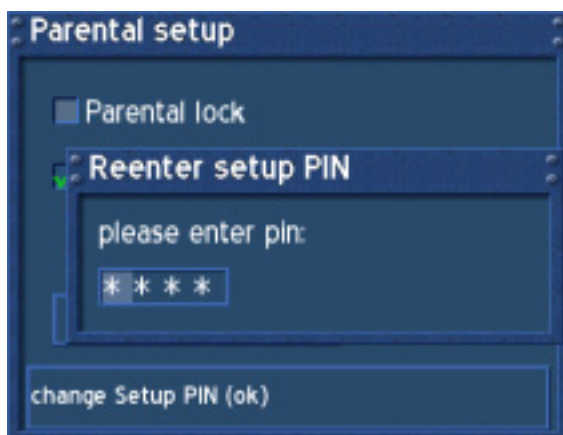 Parental setup
Parental lock
Reenter setup PIN
please enter pin:
* * * *
change Setup PIN (ok)